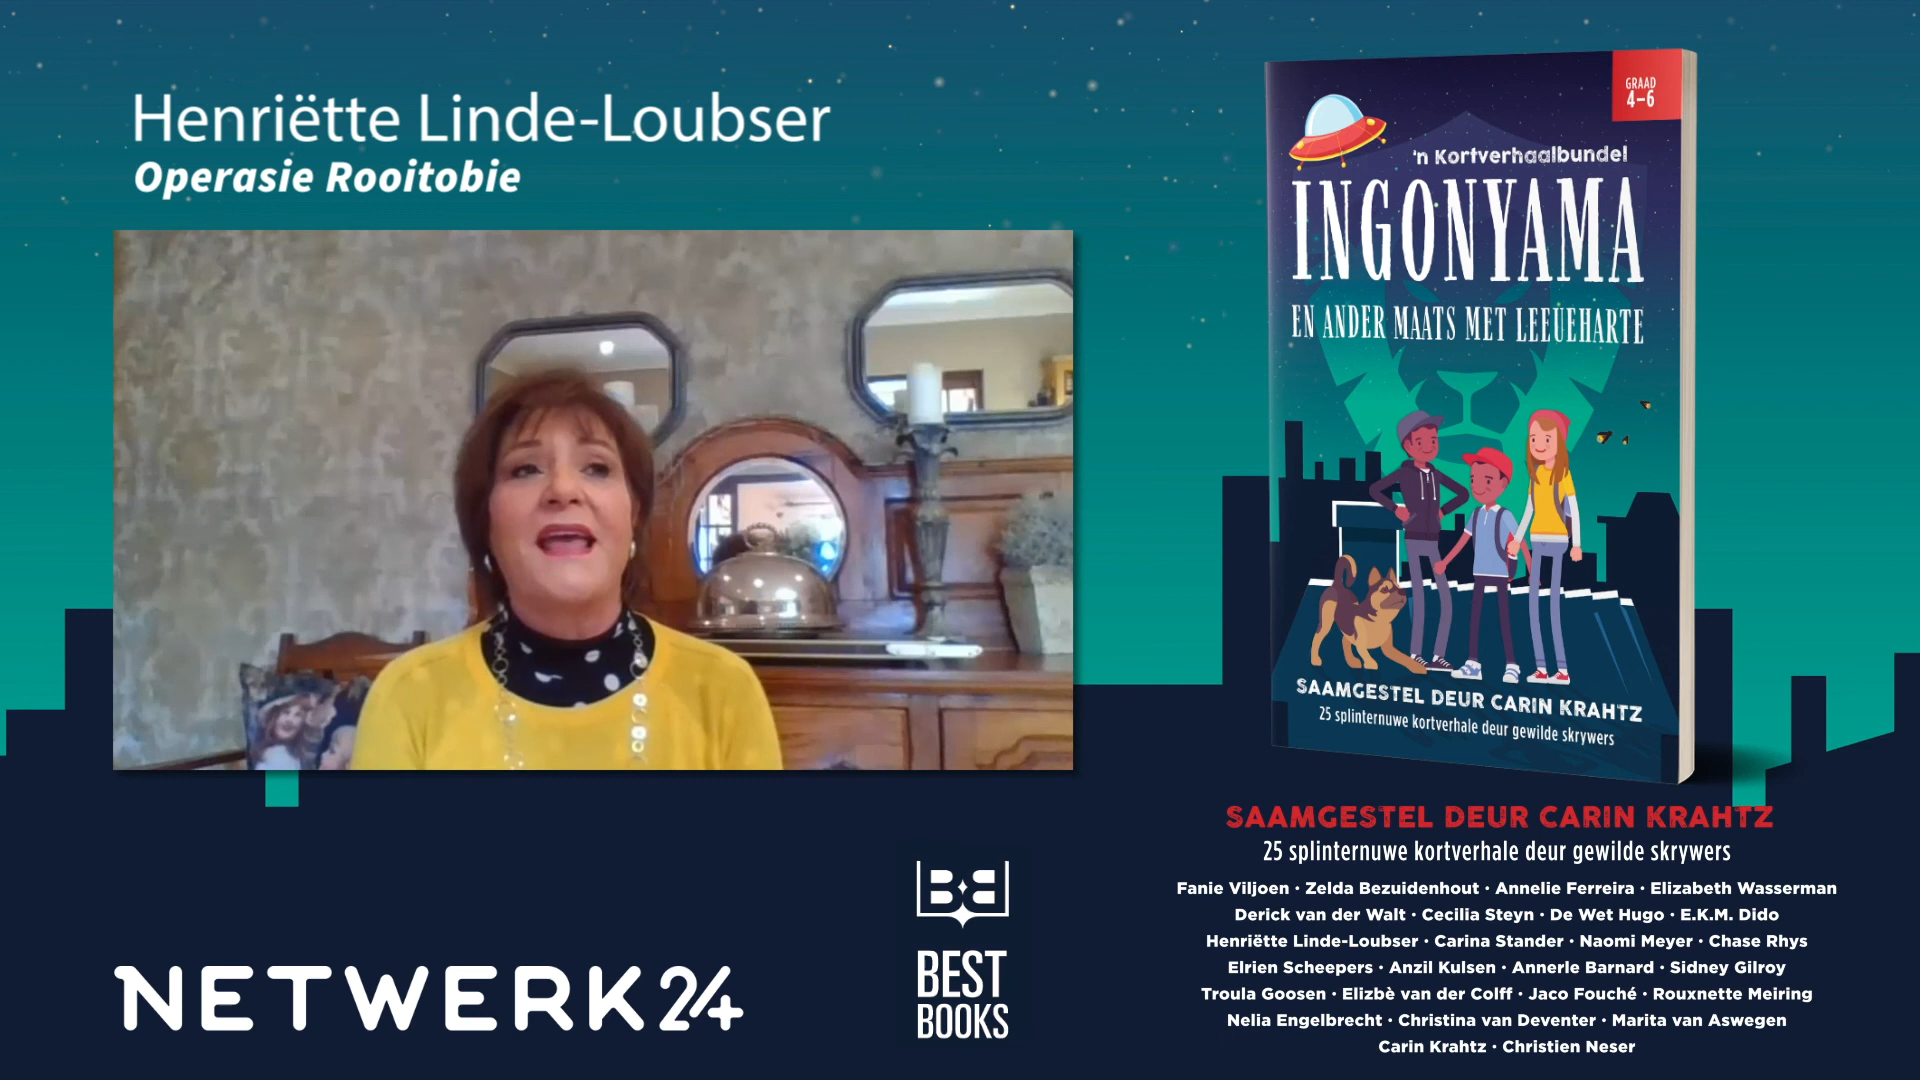 Henriëtte Linde-Loubser
Operasie Rooitobie
GRAAD
4–6
'n Kortverhaalbundel
INGONYAMA
EN ANDER MAATS MET LEEUEHARTE
SAAMGESTEL DEUR CARIN KRAHTZ
25 splinternuwe kortverhale deur gewilde skrywers
SAAMGESTEL DEUR CARIN KRAHTZ
25 splinternuwe kortverhale deur gewilde skrywers
Fanie Viljoen · Zelda Bezuidenhout · Annelie Ferreira · Elizabeth Wasserman
Derick van der Walt · Cecilia Steyn · De Wet Hugo · E.K.M. Dido
Henriëtte Linde-Loubser · Carina Stander · Naomi Meyer · Chase Rhys
Elrien Scheepers · Anzil Kulsen · Annerle Barnard · Sidney Gilroy
Troula Goosen · Elizbè van der Colff · Jaco Fouché · Rouxnette Meiring
Nelia Engelbrecht · Christina van Deventer · Marita van Aswegen
Carin Krahtz · Christien Neser
NETWERK24
BB
BEST
BOOKS